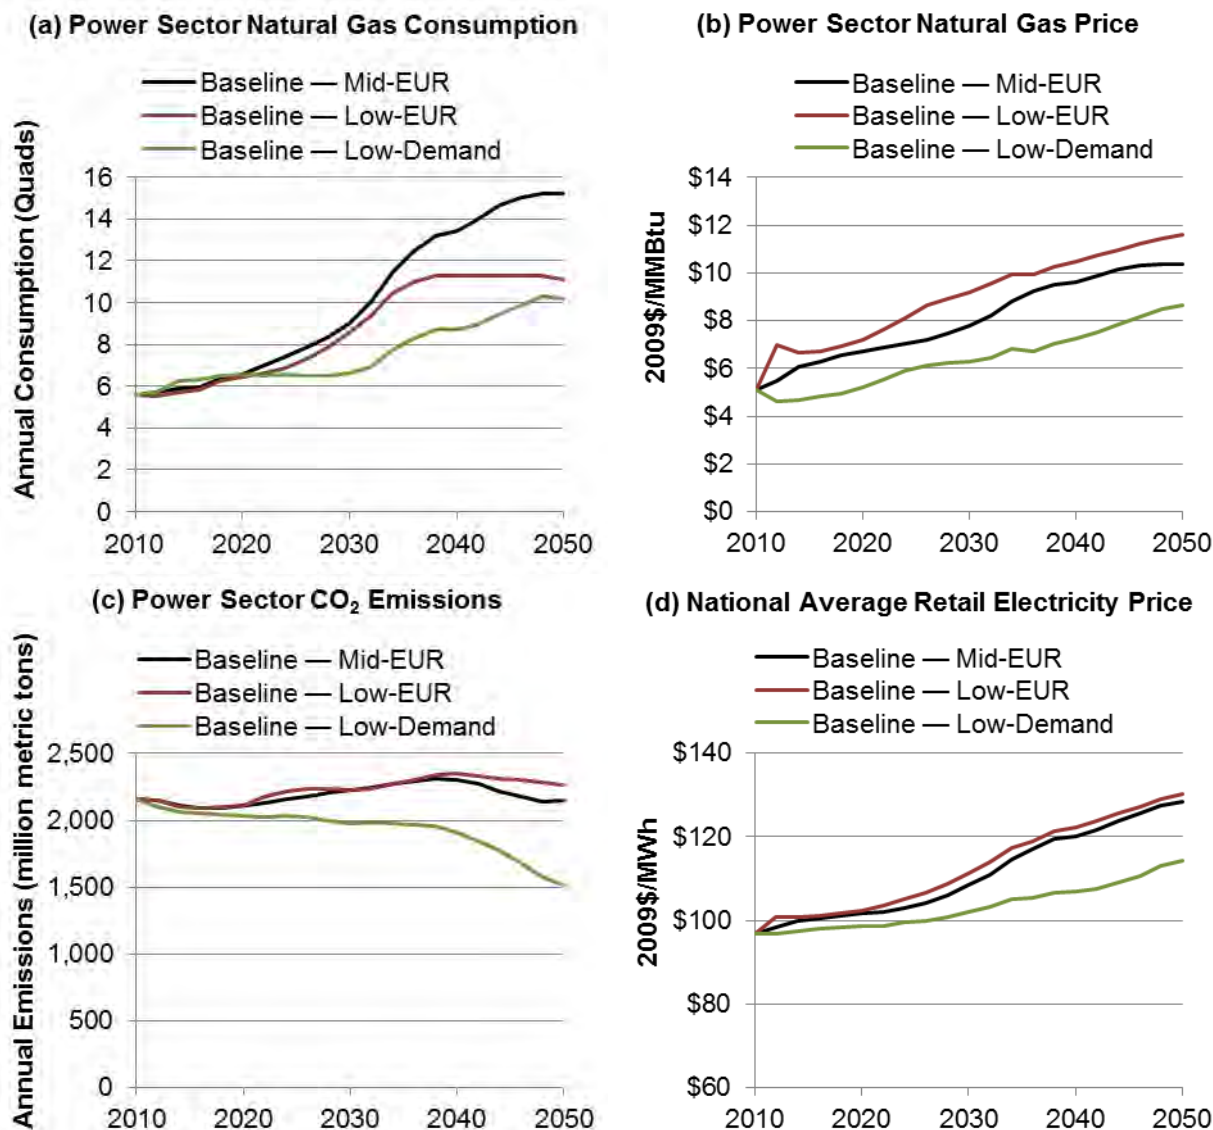 (a) Power Sector Natural Gas Consumption
Baseline — Mid-EUR
Baseline — Low-EUR
Baseline — Low-Demand
Annual Consumption (Quads)
16
14
12
10
8
6
4
2
0
2010 2020 2030 2040 2050
(b) Power Sector Natural Gas Price
Baseline — Mid-EUR
Baseline — Low-EUR
Baseline — Low-Demand
2009$/MMBtu
$14
$12
$10
$8
$6
$4
$2
$0
2010 2020 2030 2040 2050
(c) Power Sector CO₂ Emissions
Baseline — Mid-EUR
Baseline — Low-EUR
Baseline — Low-Demand
Annual Emissions (million metric tons)
2,500
2,000
1,500
1,000
500
0
2010 2020 2030 2040 2050
(d) National Average Retail Electricity Price
Baseline — Mid-EUR
Baseline — Low-EUR
Baseline — Low-Demand
2009$/MWh
$140
$120
$100
$80
$60
2010 2020 2030 2040 2050